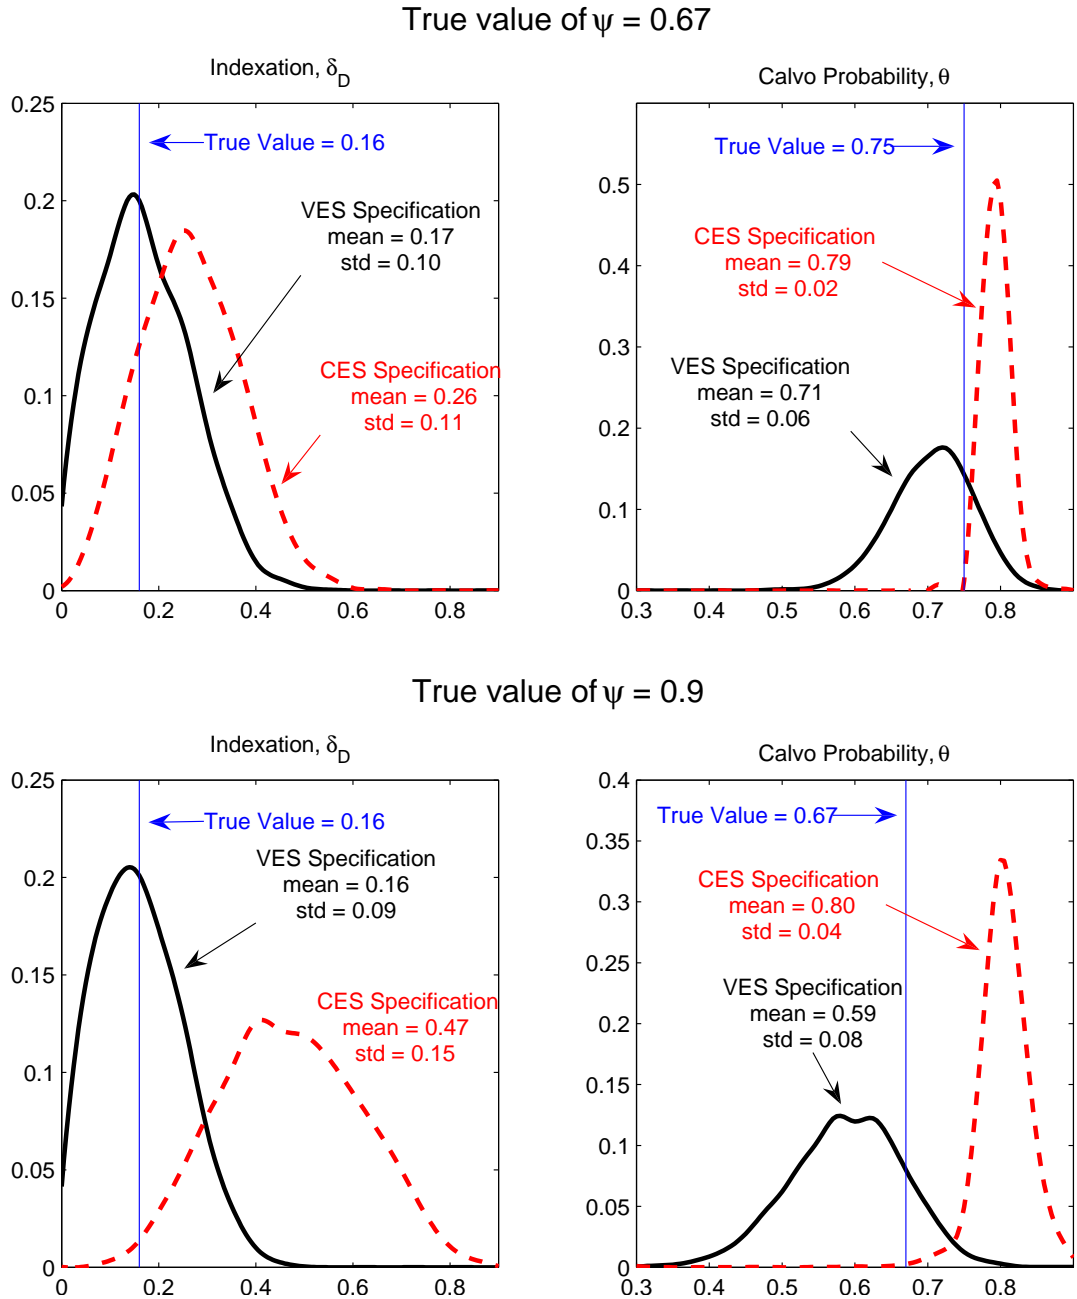 True value of ψ = 0.67
Indexation, δD
0.25
0.2
0.15
0.1
0.05
0
True Value = 0.16
VES Specification
mean = 0.17
std = 0.10
CES Specification
mean = 0.26
std = 0.11
0 0.2 0.4 0.6 0.8
Calvo Probability, θ
0.5
0.4
0.3
0.2
0.1
0
True Value = 0.75
CES Specification
mean = 0.79
std = 0.02
VES Specification
mean = 0.71
std = 0.06
0.3 0.4 0.5 0.6 0.7 0.8
True value of ψ = 0.9
Indexation, δD
0.25
0.2
0.15
0.1
0.05
0
True Value = 0.16
VES Specification
mean = 0.16
std = 0.09
CES Specification
mean = 0.47
std = 0.15
0 0.2 0.4 0.6 0.8
Calvo Probability, θ
0.4
0.35
0.3
0.25
0.2
0.15
0.1
0.05
0
True Value = 0.67
CES Specification
mean = 0.80
std = 0.04
VES Specification
mean = 0.59
std = 0.08
0.3 0.4 0.5 0.6 0.7 0.8